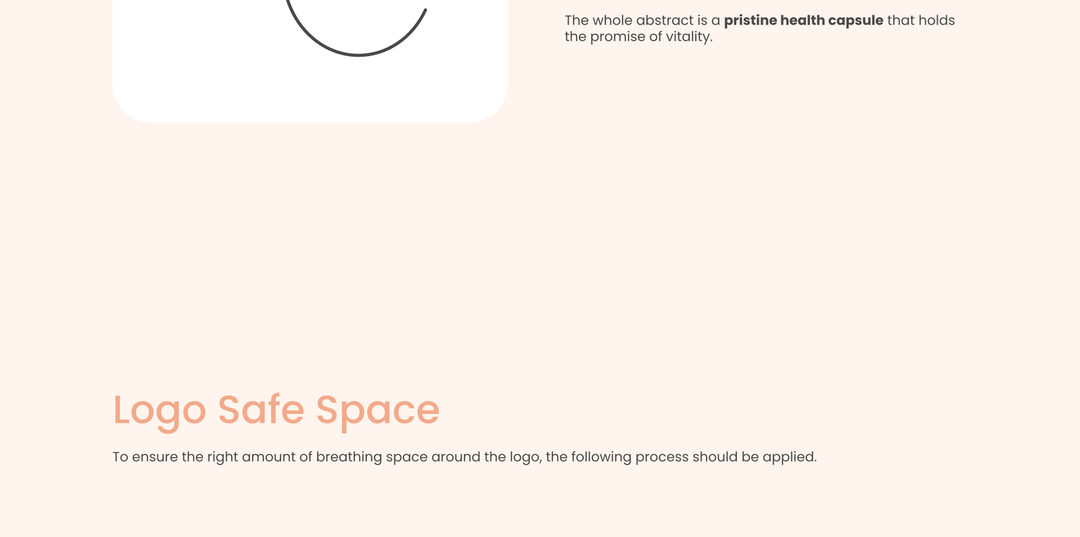 The whole abstract is a pristine health capsule that holds
the promise of vitality.
Logo Safe Space
To ensure the right amount of breathing space around the logo, the following process should be applied.